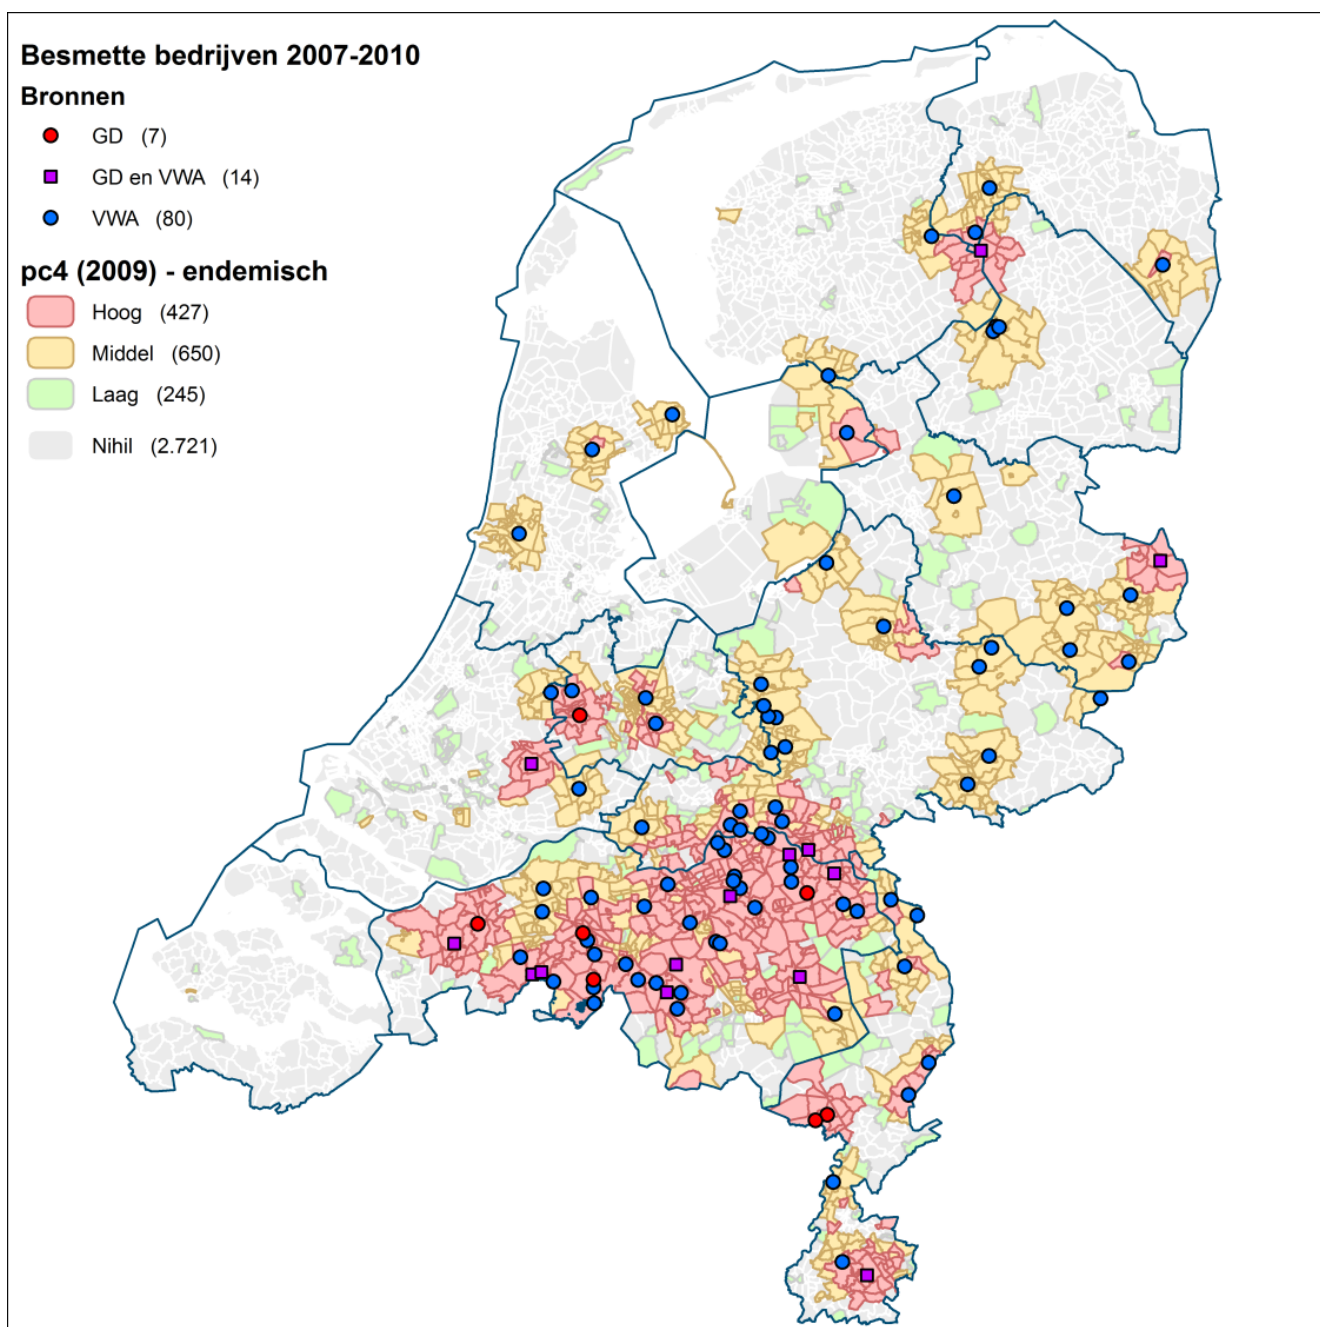 Besmette bedrijven 2007-2010
Bronnen
GD (7)
GD en VWA (14)
VWA (80)
pc4 (2009) - endemisch
Hoog (427)
Middel (650)
Laag (245)
Nihil (2.721)